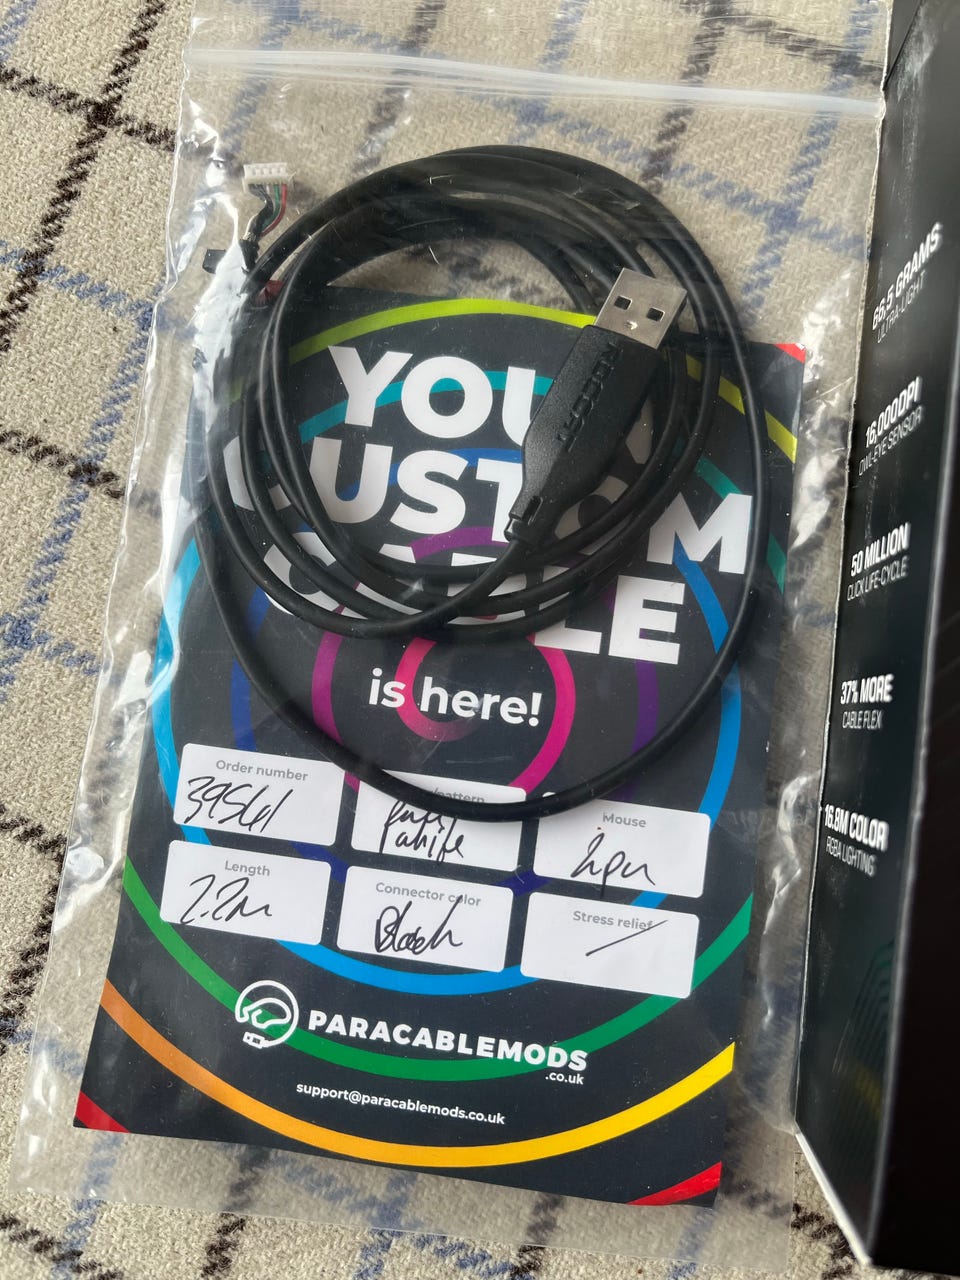 YOU
CUSTOM
CABLE
is here!
Order number
39561
pattern
Mouse
Length
2.2m
Connector color
Black
Stress relief
PARACABLEMODS
.co.uk
support@paracablemods.co.uk
66.5 GRAMS
ULTRA-LIGHT
16,000DPI
OWL-EYE SENSOR
50 MILLION
CLICK LIFE-CYCLE
37% MORE
CABLE FLEX
16.8M COLOR
RGBA LIGHTING